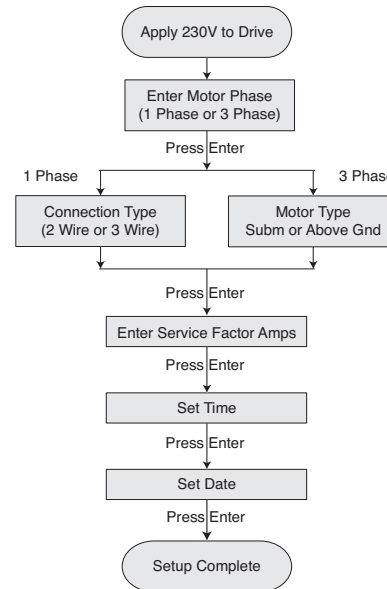 Apply 230V to Drive
Enter Motor Phase
(1 Phase or 3 Phase)
Press Enter
1 Phase
3 Phase
Connection Type
(2 Wire or 3 Wire)
Motor Type
Subm or Above Gnd
Press Enter
Enter Service Factor Amps
Press Enter
Set Time
Press Enter
Set Date
Press Enter
Setup Complete